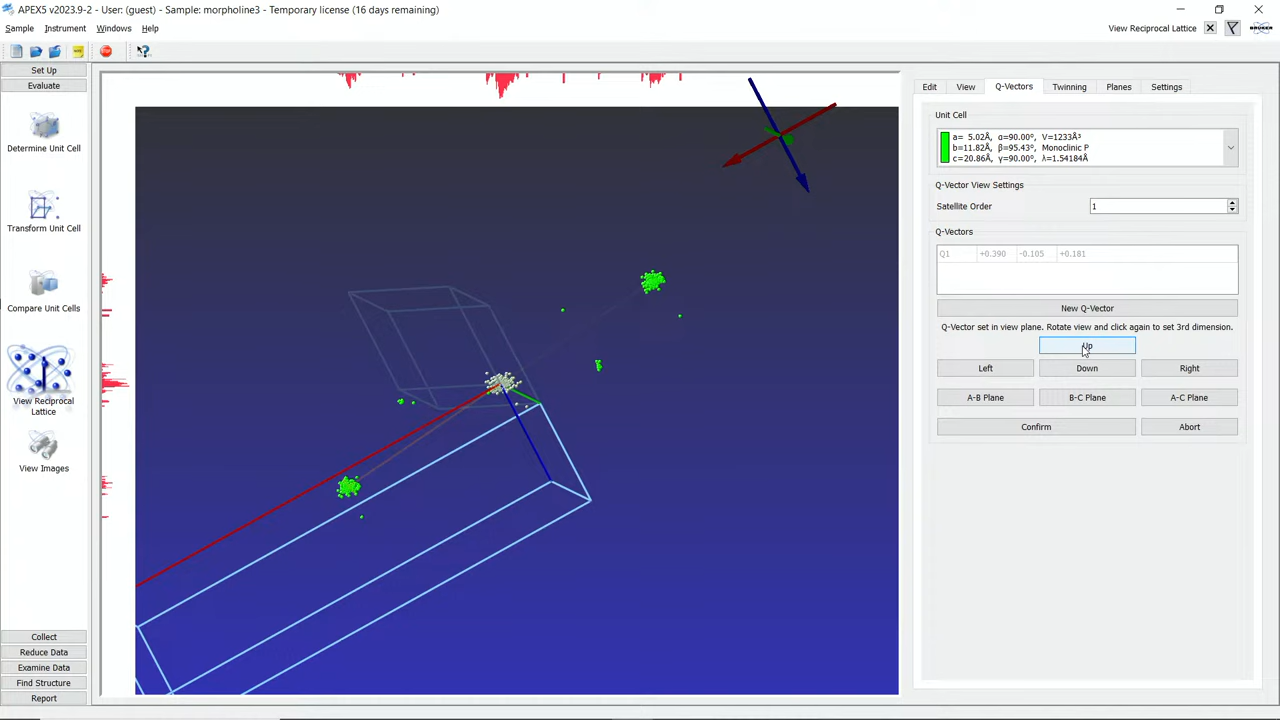 APEX5 v2023.9-2 - User: (guest) - Sample: morpholine3 - Temporary license (16 days remaining)
Sample Instrument Windows Help
View Reciprocal Lattice
BRUKER
Set Up
Evaluate
Determine Unit Cell
Transform Unit Cell
Compare Unit Cells
View Reciprocal
Lattice
View Images
Collect
Reduce Data
Examine Data
Find Structure
Report
Edit View Q-Vectors Twinning Planes Settings
Unit Cell
a= 5.02Å, α=90.00°, V=1233Å³
b=11.82Å, β=95.43°, Monoclinic P
c=20.86Å, γ=90.00°, λ=1.54184Å
Q-Vector View Settings
Satellite Order 1
Q-Vectors
Q1 +0.390 -0.105 +0.181
New Q-Vector
Q-Vector set in view plane. Rotate view and click again to set 3rd dimension.
Up
Left Down Right
A-B Plane B-C Plane A-C Plane
Confirm Abort